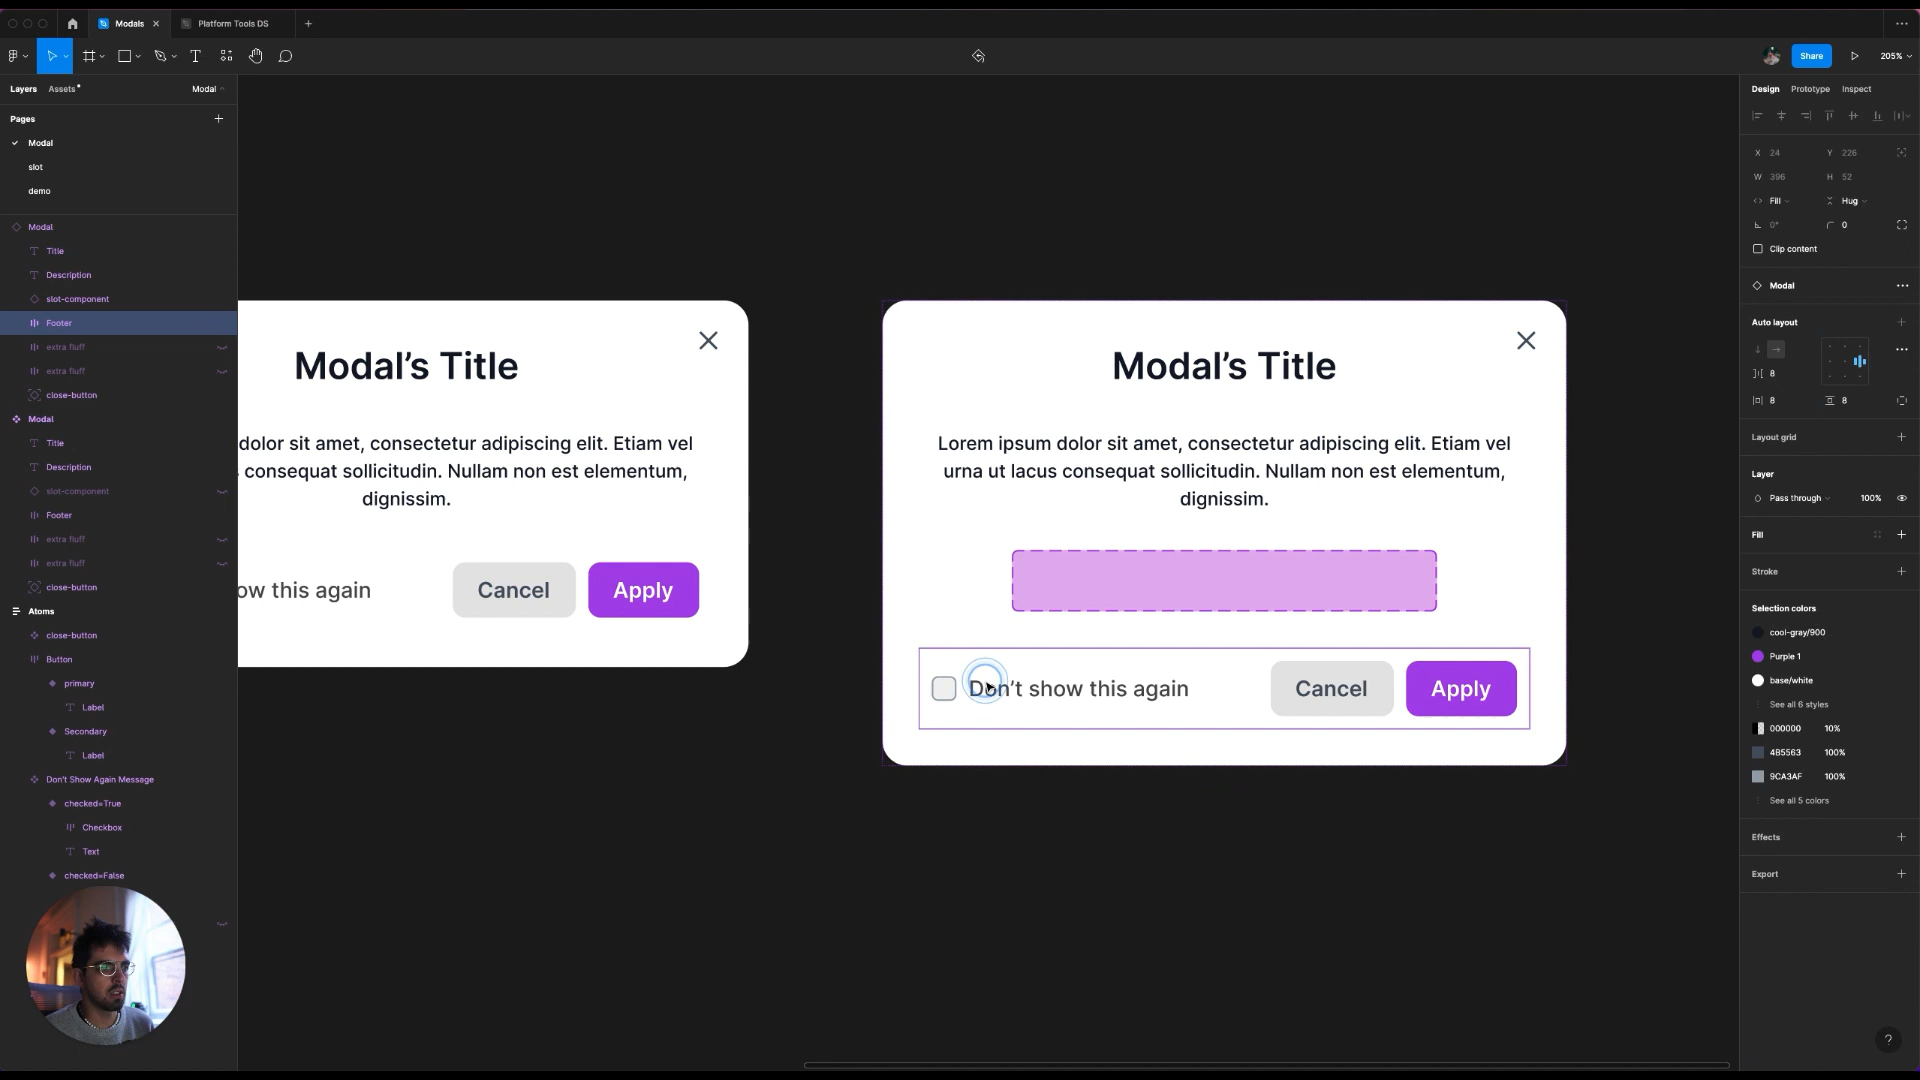 Modals
Platform Tools DS
Share
205%
Layers
Assets
Modal
Pages
Modal
slot
demo
Modal
Title
Description
slot-component
Footer
extra fluff
extra fluff
close-button
Modal
Title
Description
slot-component
Footer
extra fluff
extra fluff
close-button
Atoms
close-button
Button
primary
Label
Secondary
Label
Don't Show Again Message
checked=True
Checkbox
Text
checked=False
Modal’s Title
dolor sit amet, consectetur adipiscing elit. Etiam vel
consequat sollicitudin. Nullam non est elementum,
dignissim.
ow this again
Cancel
Apply
Modal’s Title
Lorem ipsum dolor sit amet, consectetur adipiscing elit. Etiam vel
urna ut lacus consequat sollicitudin. Nullam non est elementum,
dignissim.
Don’t show this again
Cancel
Apply
Design
Prototype
Inspect
X 24
Y 226
W 396
H 52
Fill
Hug
0°
0
Clip content
Modal
Auto layout
8
8
8
Layout grid
Layer
Pass through
100%
Fill
Stroke
Selection colors
cool-gray/900
Purple 1
base/white
See all 6 styles
000000 10%
4B5563 100%
9CA3AF 100%
See all 5 colors
Effects
Export
?